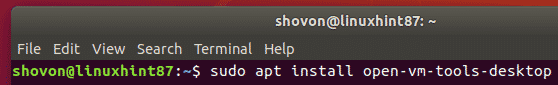 shovon@linuxhint87: ~
File Edit View Search Terminal Help
shovon@linuxhint87:~$ sudo apt install open-vm-tools-desktop